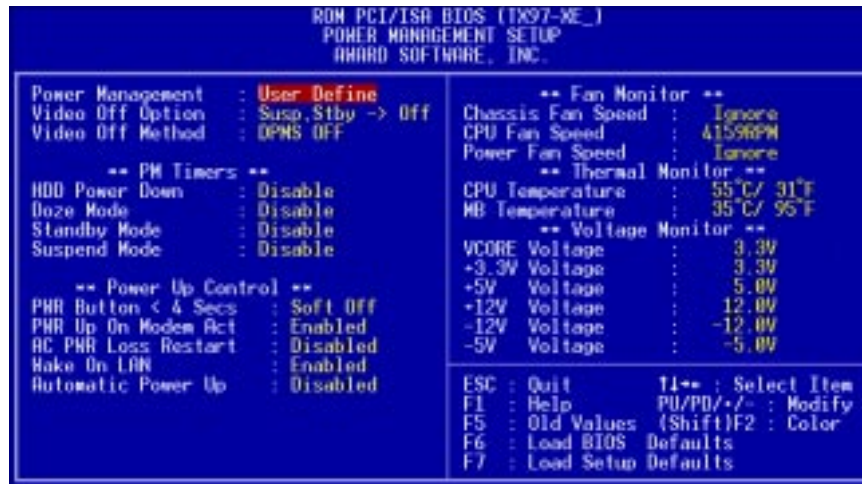 ROM PCI/ISA BIOS (TX97-XE_)
POWER MANAGEMENT SETUP
AWARD SOFTWARE, INC.
Power Management : User Define
Video Off Option : Susp,Stby -> Off
Video Off Method : DPMS OFF
** PM Timers **
HDD Power Down : Disable
Doze Mode : Disable
Standby Mode : Disable
Suspend Mode : Disable
** Power Up Control **
PWR Button < 4 Secs : Soft Off
PWR Up On Modem Act : Enabled
AC PWR Loss Restart : Disabled
Wake On LAN : Enabled
Automatic Power Up : Disabled
** Fan Monitor **
Chassis Fan Speed : Ignore
CPU Fan Speed : 4159RPM
Power Fan Speed : Ignore
** Thermal Monitor **
CPU Temperature : 55°C/ 31°F
MB Temperature : 35°C/ 95°F
** Voltage Monitor **
VCORE Voltage : 3.3V
+3.3V Voltage : 3.3V
+5V Voltage : 5.0V
+12V Voltage : 12.0V
-12V Voltage : -12.0V
-5V Voltage : -5.0V
ESC : Quit ↑↓→← : Select Item
F1 : Help PU/PD/+/- : Modify
F5 : Old Values (Shift)F2 : Color
F6 : Load BIOS Defaults
F7 : Load Setup Defaults